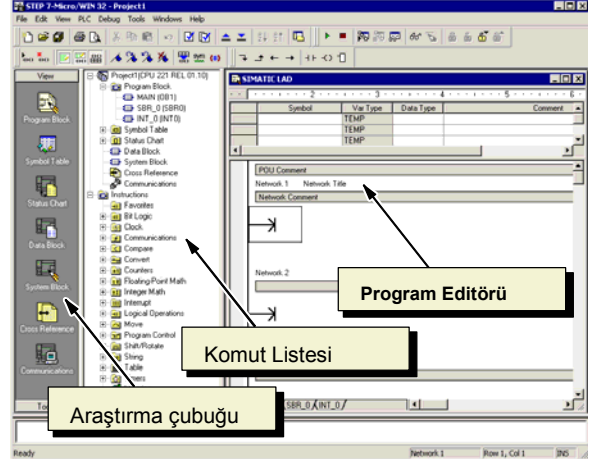 STEP 7-Micro/WIN 32 - Project1
File Edit View PLC Debug Tools Windows Help
View
Program Block
Symbol Table
Status Chart
Data Block
System Block
Cross Reference
Communications
Project1(CPU 221 REL 01.10)
Program Block
MAIN (OB1)
SBR_0 (SBR0)
INT_0 (INT0)
Symbol Table
Status Chart
Data Block
System Block
Cross Reference
Communications
Instructions
Favorites
Bit Logic
Clock
Communications
Compare
Convert
Counters
Floating-Point Math
Integer Math
Interrupt
Logical Operations
Move
Program Control
Shift/Rotate
String
Table
SIMATIC LAD
2 3 4 5 6
Symbol Var Type Data Type Comment
TEMP
TEMP
TEMP
POU Comment
Network 1 Network Title
Network Comment
Network 2
Program Editörü
Komut Listesi
Araştırma çubuğu
SBR_0 INT_0
Ready Network 1 Row 1, Col 1 INS